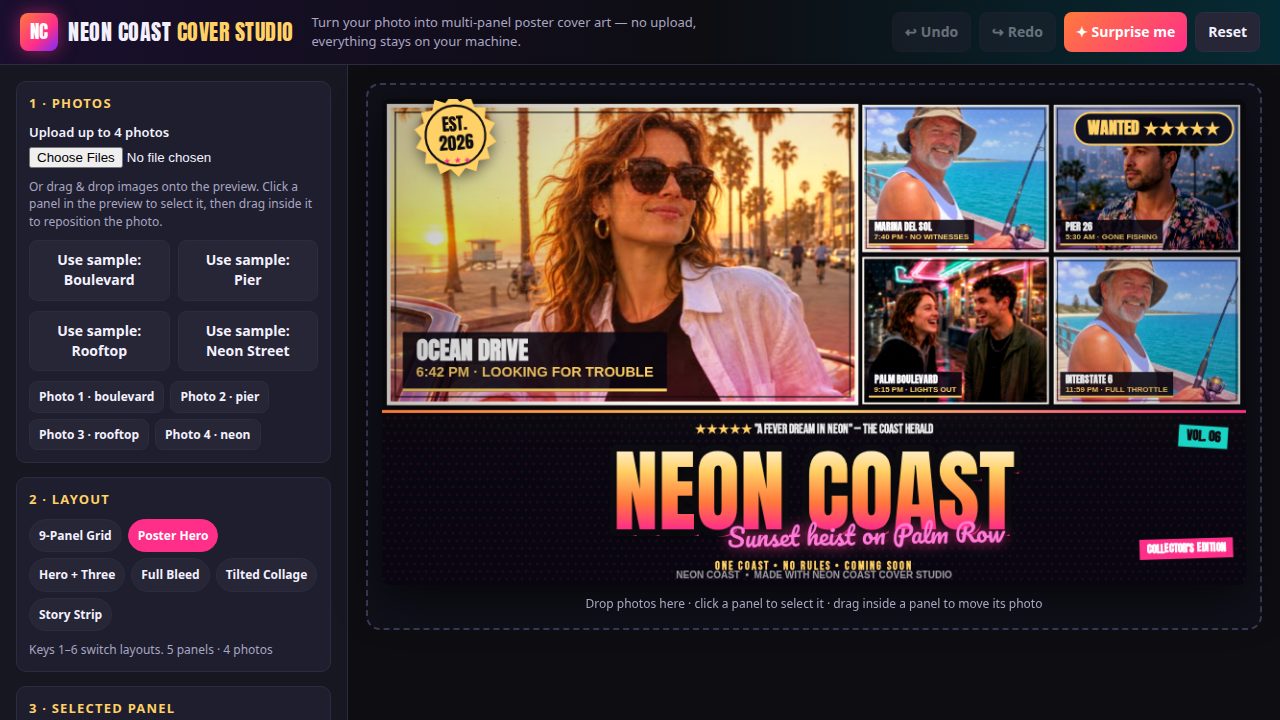 NC
NEON COAST COVER STUDIO
Turn your photo into multi-panel poster cover art — no upload,
everything stays on your machine.
↩ Undo
↪ Redo
✦ Surprise me
Reset
1 · PHOTOS
Upload up to 4 photos
Choose Files No file chosen
Or drag & drop images onto the preview. Click a
panel in the preview to select it, then drag inside it
to reposition the photo.
Use sample:
Boulevard
Use sample:
Pier
Use sample:
Rooftop
Use sample:
Neon Street
Photo 1 · boulevard
Photo 2 · pier
Photo 3 · rooftop
Photo 4 · neon
2 · LAYOUT
9-Panel Grid
Poster Hero
Hero + Three
Full Bleed
Tilted Collage
Story Strip
Keys 1–6 switch layouts. 5 panels · 4 photos
3 · SELECTED PANEL
EST.
2026
★ ★ ★
OCEAN DRIVE
6:42 PM · LOOKING FOR TROUBLE
MARINA DEL SOL
7:40 PM · NO WITNESSES
WANTED ★★★★★
PIER 26
5:30 AM · GONE FISHING
PALM BOULEVARD
9:15 PM · LIGHTS OUT
INTERSTATE 6
11:59 PM · FULL THROTTLE
★★★★★ "A FEVER DREAM IN NEON" — THE COAST HERALD
VOL. 06
NEON COAST
Sunset heist on Palm Row
COLLECTOR'S EDITION
ONE COAST • NO RULES • COMING SOON
NEON COAST • MADE WITH NEON COAST COVER STUDIO
Drop photos here · click a panel to select it · drag inside a panel to move its photo